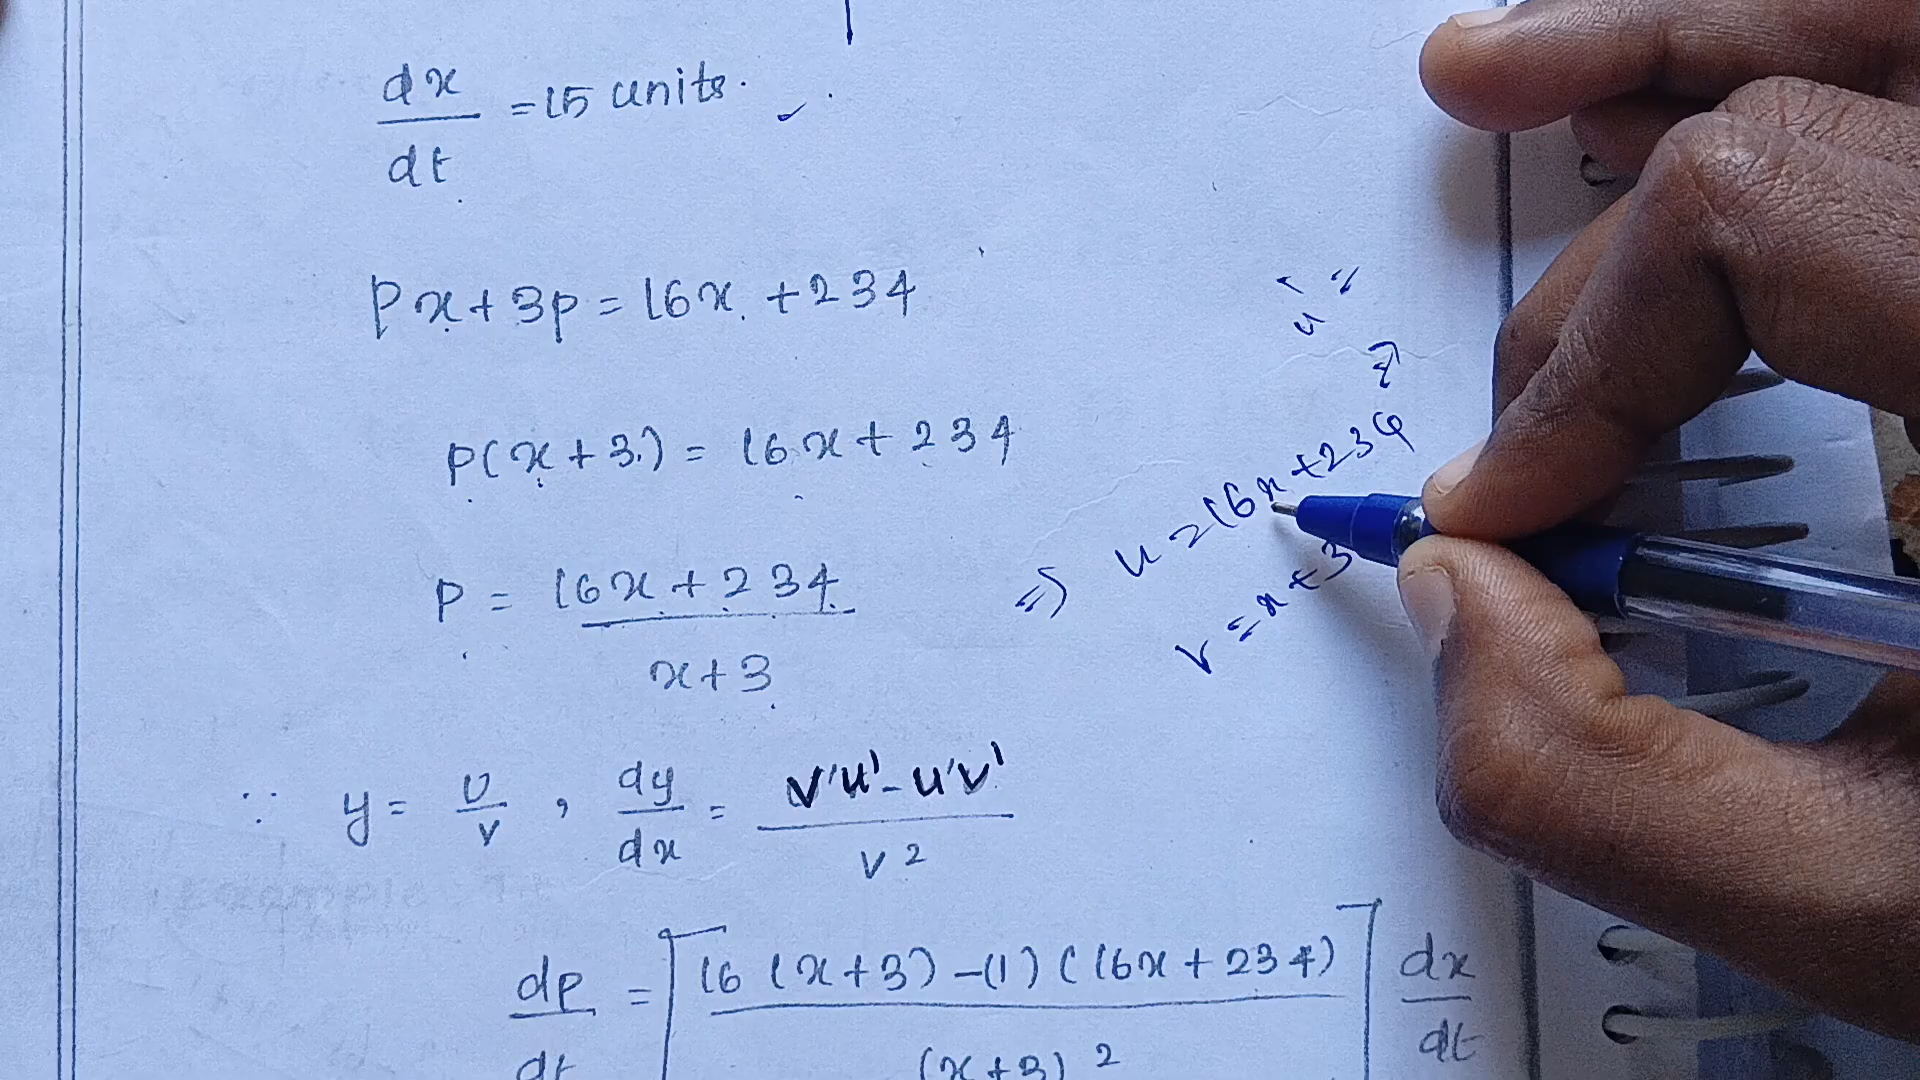 dx/dt = 15 units.
Px + 3p = 16x + 234
P(x + 3) = 16x + 234
P = (16x + 234)/(x + 3)
⇒ u = 16x + 234
v = x + 3
∵ y = U/V , dy/dx = (V'u' - u'v')/V²
dp/dt = [(16(x + 3) - (1)(16x + 234))/(x + 3)²] dx/dt